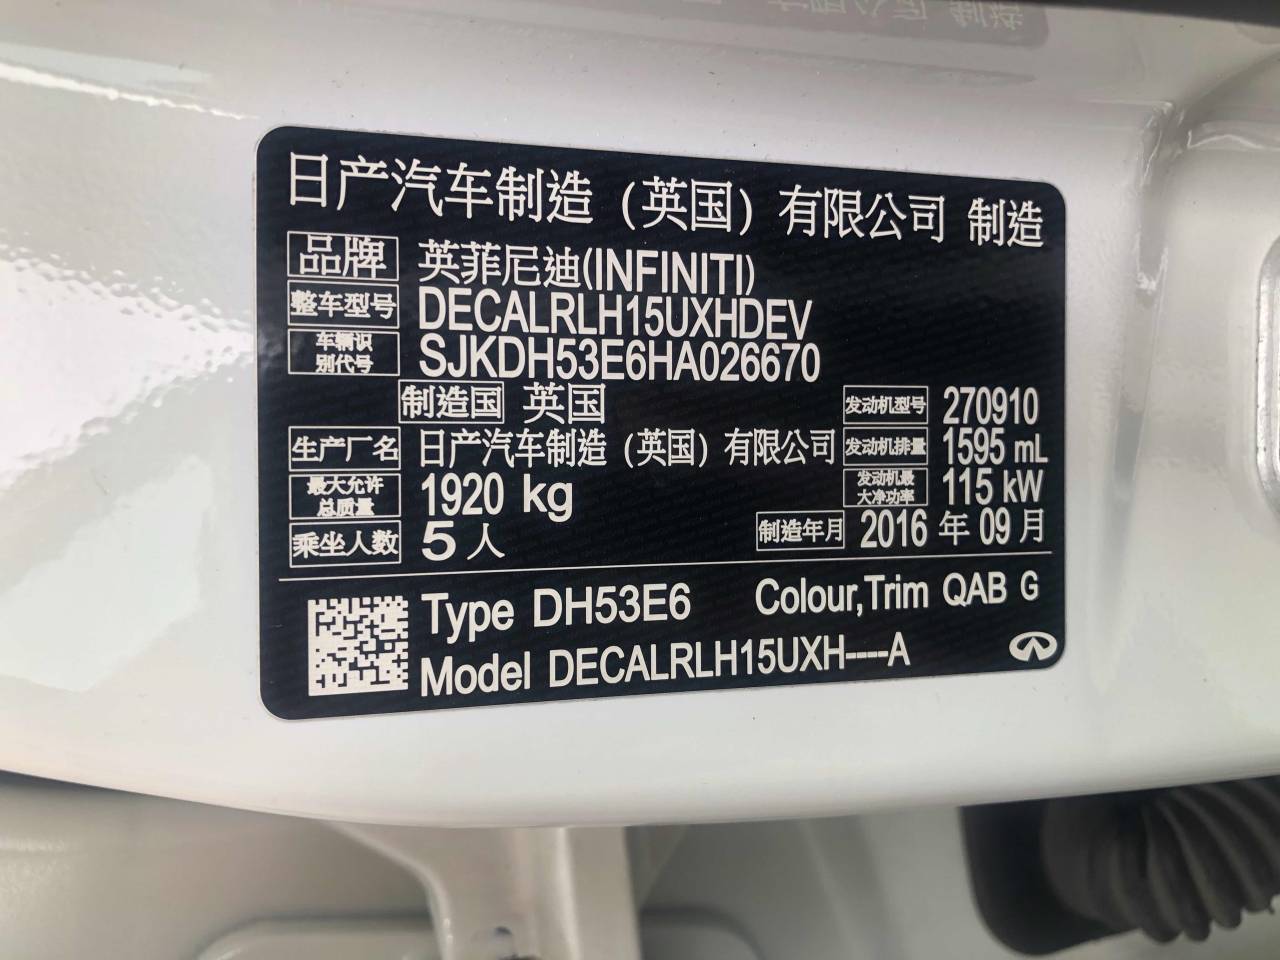 日产汽车制造（英国）有限公司 制造
品牌 英菲尼迪(INFINITI)
整车型号 DECALRLH15UXHDEV
车辆识别代号 SJKDH53E6HA026670
制造国 英国 发动机型号 270910
生产厂名 日产汽车制造（英国）有限公司 发动机排量 1595 mL
最大允许总质量 1920 kg 发动机最大净功率 115 kW
乘坐人数 5 人 制造年月 2016 年 09 月
Type DH53E6 Colour,Trim QAB G
Model DECALRLH15UXH----A